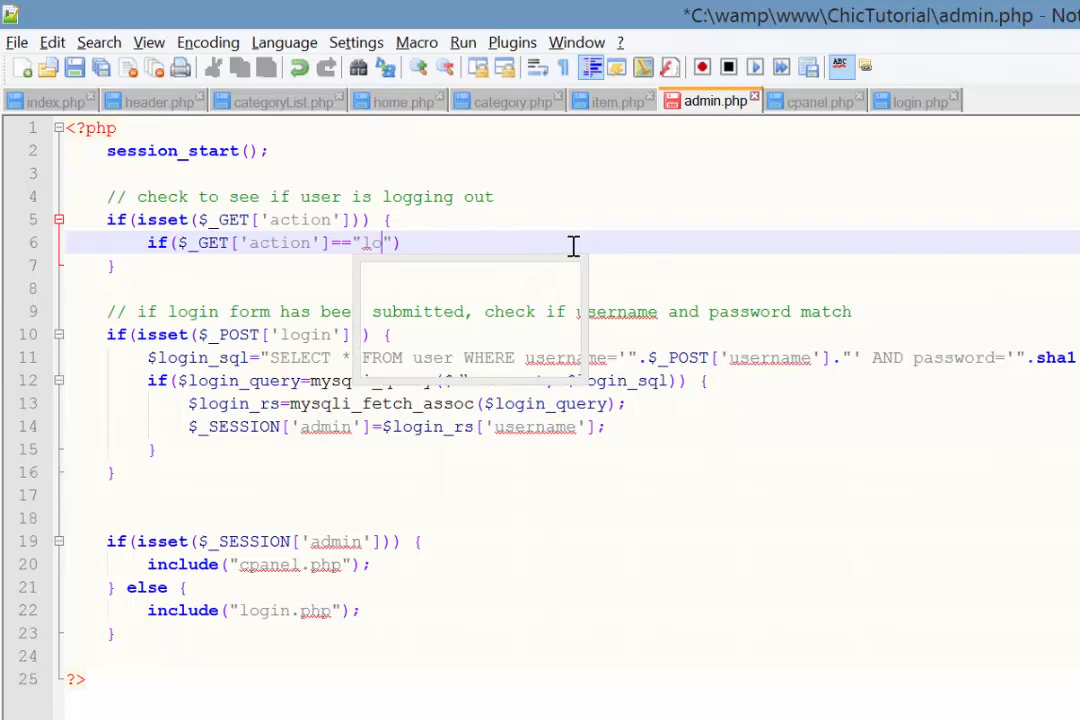 *C:\wamp\www\ChicTutorial\admin.php - Not
File Edit Search View Encoding Language Settings Macro Run Plugins Window ?
index.php header.php categoryList.php home.php category.php item.php admin.php cpanel.php login.php
1 <?php
2 session_start();
3
4 // check to see if user is logging out
5 if(isset($_GET['action'])) {
6 if($_GET['action']=="lo")
7 }
8
9 // if login form has been submitted, check if username and password match
10 if(isset($_POST['login'] ) {
11 $login_sql="SELECT * FROM user WHERE username='".$_POST['username']."' AND password='".sha1
12 if($login_query= $login_sql)) {
13 $login_rs=mysqli_fetch_assoc($login_query);
14 $_SESSION['admin']=$login_rs['username'];
15 }
16 }
17
18
19 if(isset($_SESSION['admin'])) {
20 include("cpanel.php");
21 } else {
22 include("login.php");
23 }
24
25 ?>